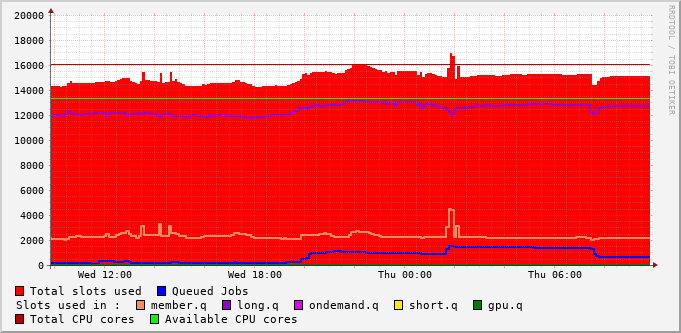 20000
18000
16000
14000
12000
10000
8000
6000
4000
2000
0
Wed 12:00 Wed 18:00 Thu 00:00 Thu 06:00
RRDTOOL / TOBI OETIKER
Total slots used Queued Jobs
Slots used in : member.q long.q ondemand.q short.q gpu.q
Total CPU cores Available CPU cores